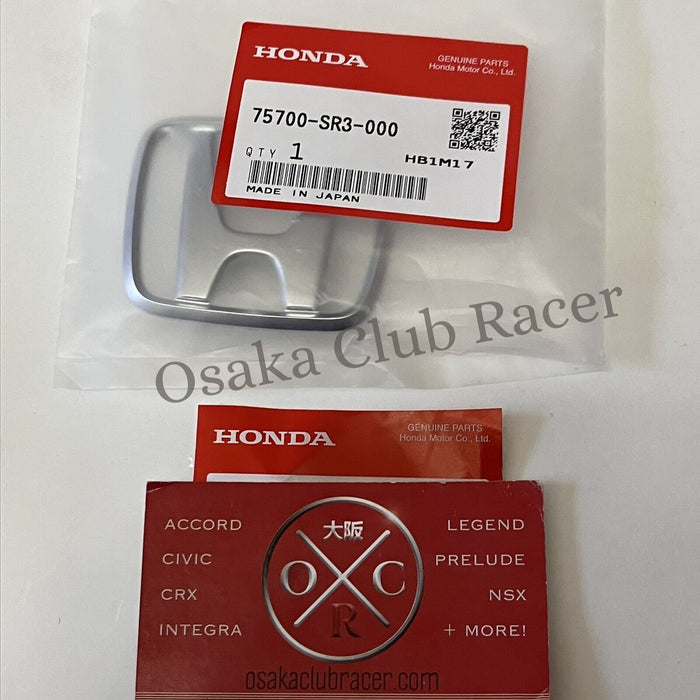 HONDA
GENUINE PARTS
Honda Motor Co., Ltd.
75700-SR3-000
QTY 1
HB1M17
MADE IN JAPAN
Osaka Club Racer
HONDA
GENUINE PARTS
Honda Motor Co., Ltd.
ACCORD
CIVIC
CRX
INTEGRA
大阪
O C
R
LEGEND
PRELUDE
NSX
+ MORE!
osakaclubracer.com